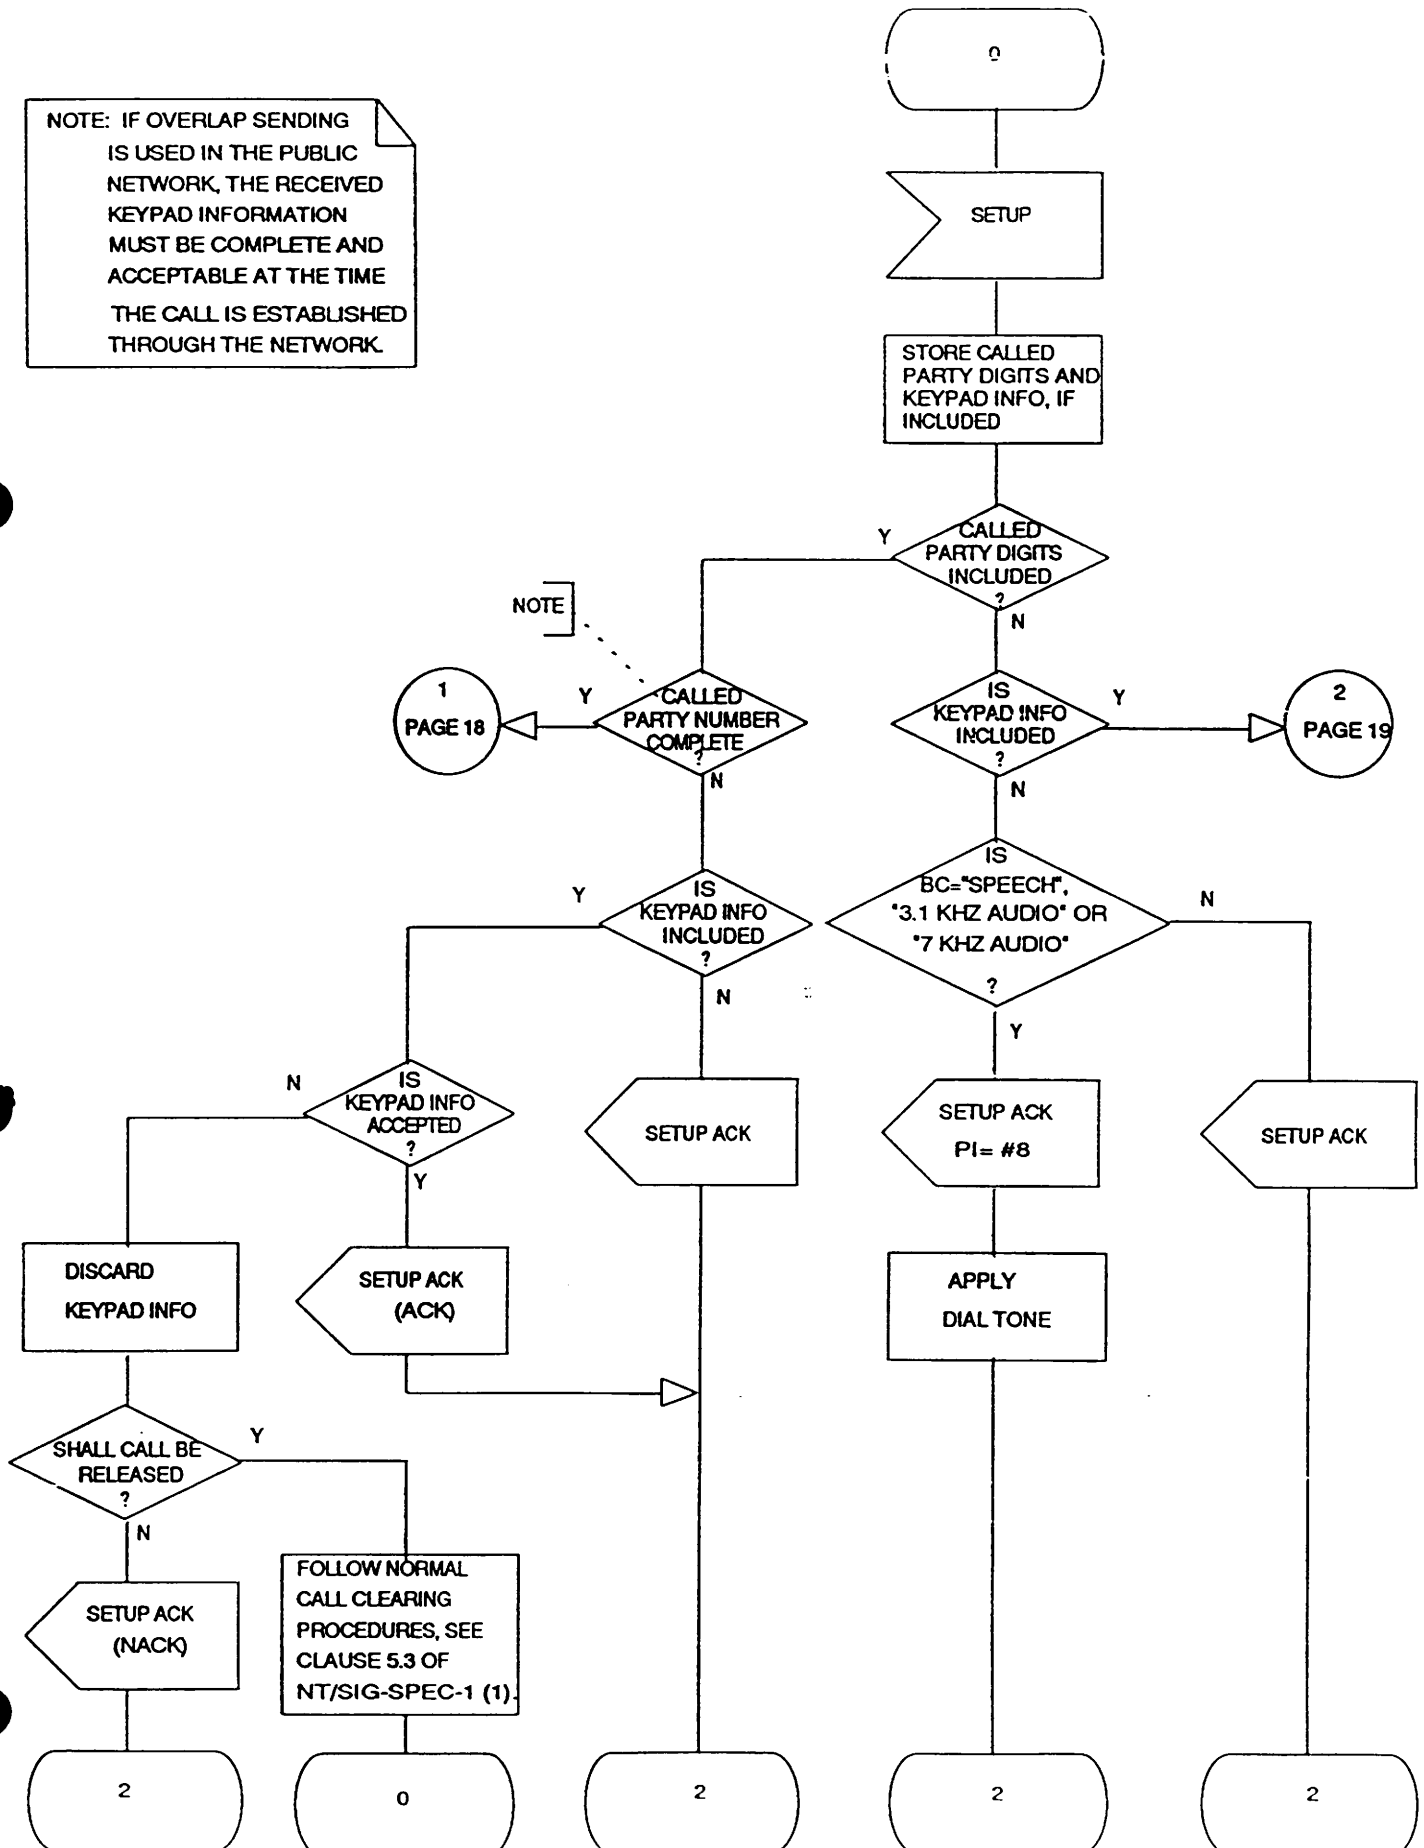 0
NOTE: IF OVERLAP SENDING
IS USED IN THE PUBLIC
NETWORK, THE RECEIVED
KEYPAD INFORMATION
MUST BE COMPLETE AND
ACCEPTABLE AT THE TIME
THE CALL IS ESTABLISHED
THROUGH THE NETWORK.
SETUP
STORE CALLED
PARTY DIGITS AND
KEYPAD INFO, IF
INCLUDED
Y
CALLED
PARTY DIGITS
INCLUDED
?
N
NOTE
1
PAGE 18
Y
CALLED
PARTY NUMBER
COMPLETE
?
N
IS
KEYPAD INFO
INCLUDED
?
Y
N
2
PAGE 19
Y
IS
KEYPAD INFO
INCLUDED
?
N
IS
BC="SPEECH",
"3.1 KHZ AUDIO" OR
"7 KHZ AUDIO"
?
N
Y
N
IS
KEYPAD INFO
ACCEPTED
?
Y
SETUP ACK
SETUP ACK
PI= #8
SETUP ACK
DISCARD
KEYPAD INFO
SETUP ACK
(ACK)
APPLY
DIAL TONE
SHALL CALL BE
RELEASED
?
Y
N
SETUP ACK
(NACK)
FOLLOW NORMAL
CALL CLEARING
PROCEDURES, SEE
CLAUSE 5.3 OF
NT/SIG-SPEC-1 (1).
2
0
2
2
2